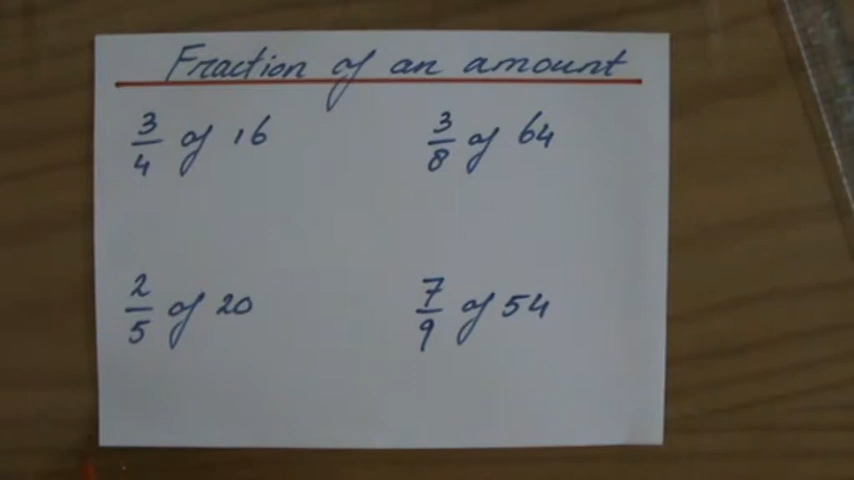 Fraction of an amount
3/4 of 16
3/8 of 64
2/5 of 20
7/9 of 54